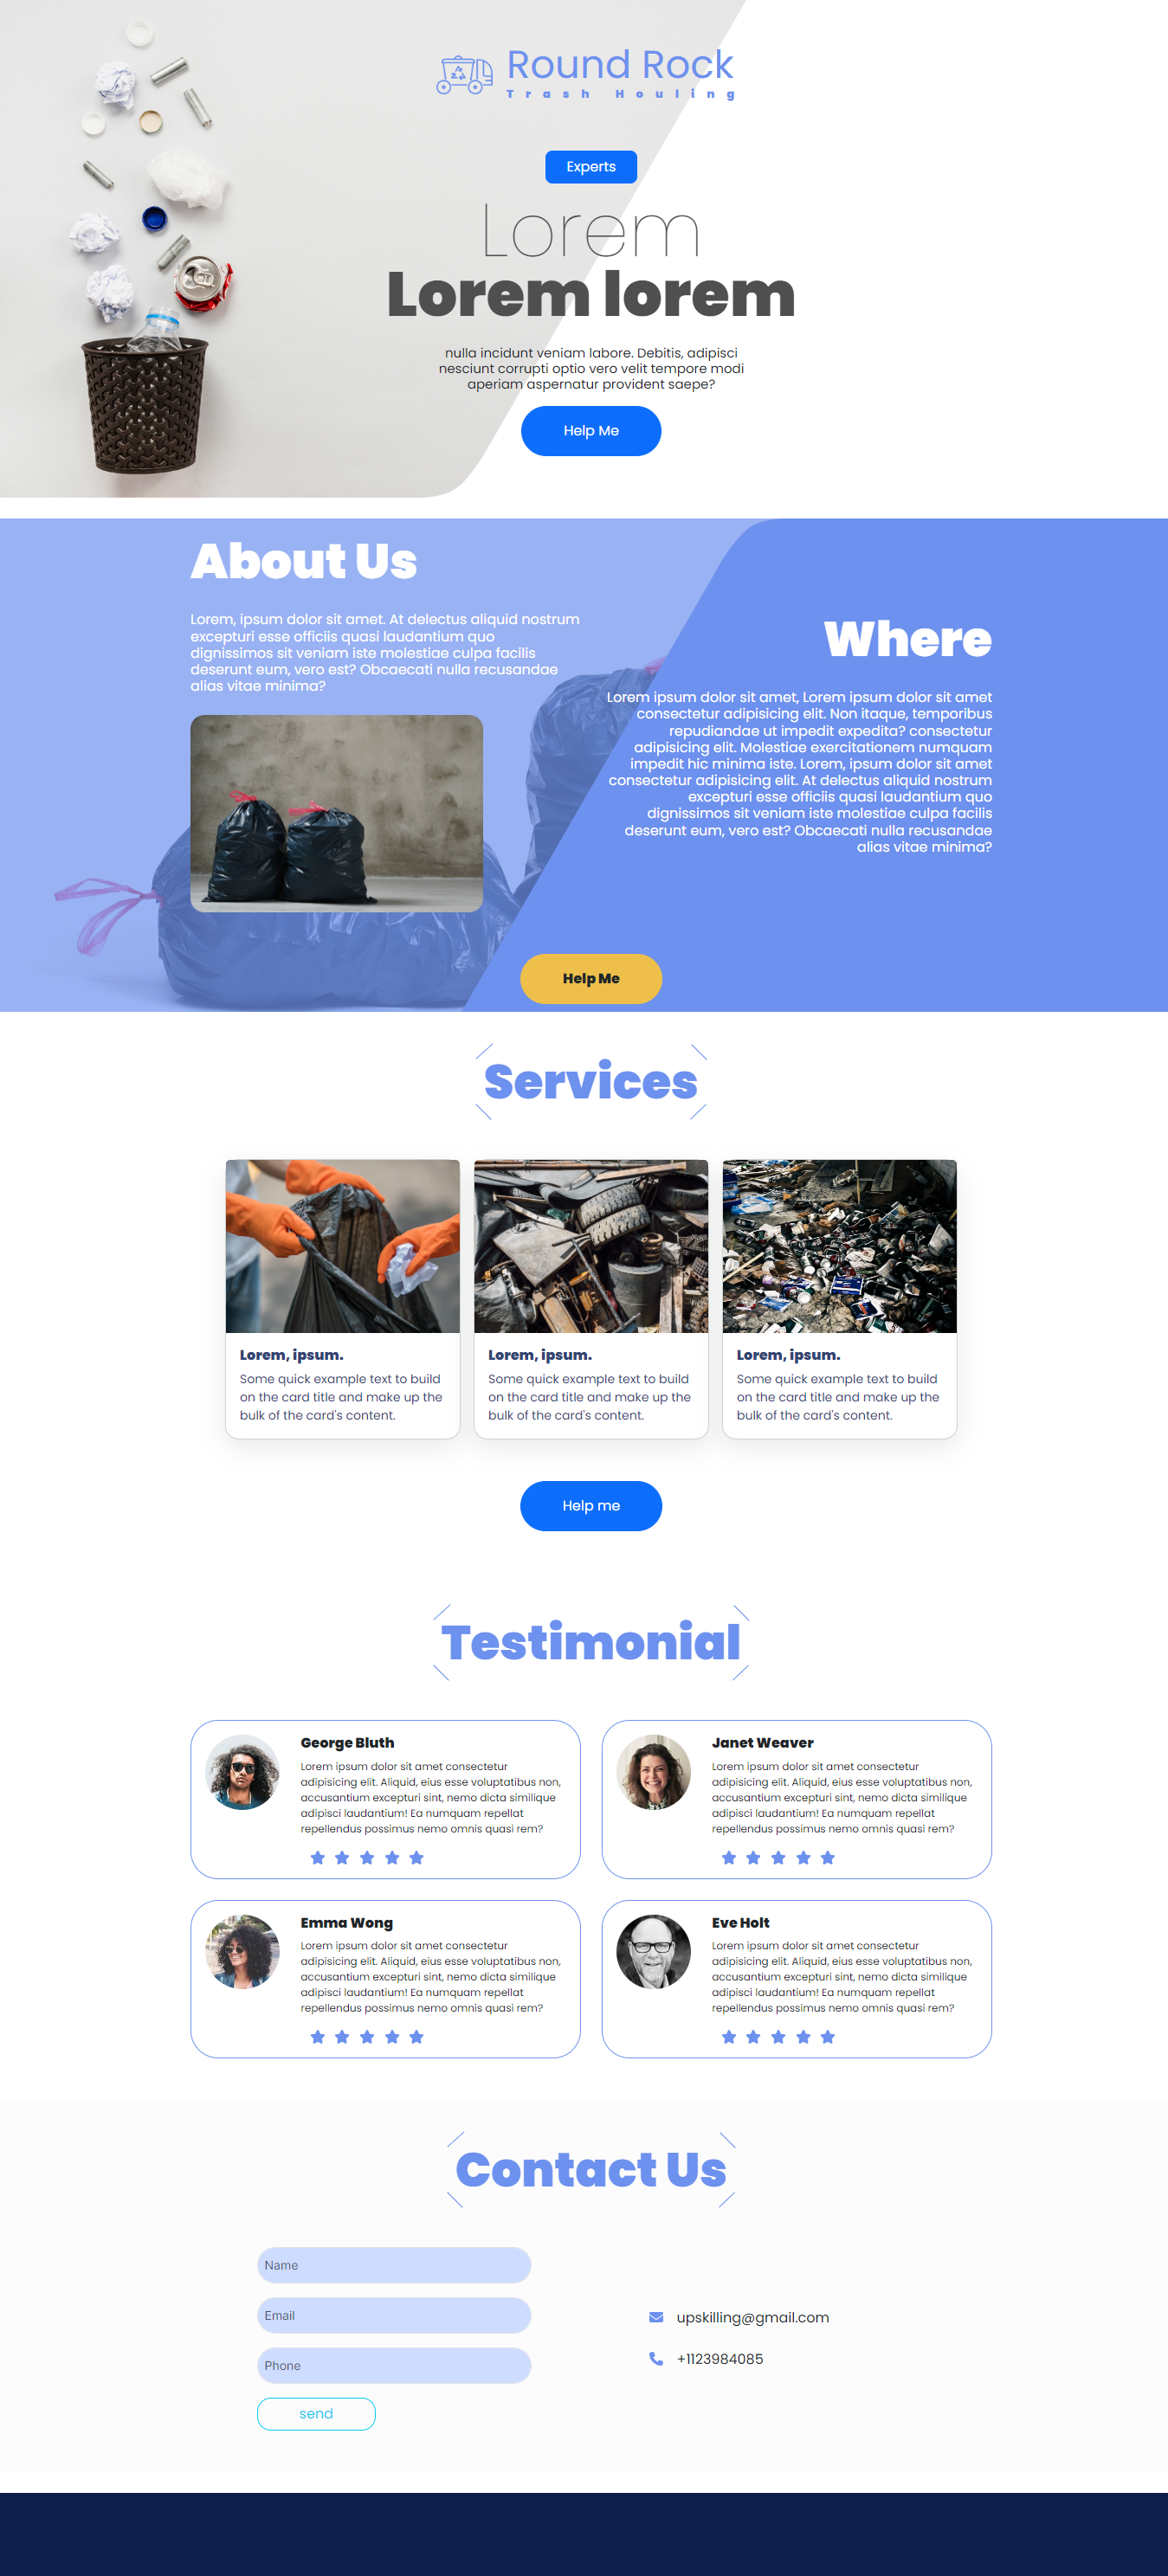 Round Rock
Trash Houling
Experts
Lorem
Lorem lorem
nulla incidunt veniam labore. Debitis, adipisci
nesciunt corrupti optio vero velit tempore modi
aperiam aspernatur provident saepe?
Help Me
About Us
Lorem, ipsum dolor sit amet. At delectus aliquid nostrum
excepturi esse officiis quasi laudantium quo
dignissimos sit veniam iste molestiae culpa facilis
deserunt eum, vero est? Obcaecati nulla recusandae
alias vitae minima?
Where
Lorem ipsum dolor sit amet, Lorem ipsum dolor sit amet
consectetur adipisicing elit. Non itaque, temporibus
repudiandae ut impedit expedita? consectetur
adipisicing elit. Molestiae exercitationem numquam
impedit hic minima iste. Lorem, ipsum dolor sit amet
consectetur adipisicing elit. At delectus aliquid nostrum
excepturi esse officiis quasi laudantium quo
dignissimos sit veniam iste molestiae culpa facilis
deserunt eum, vero est? Obcaecati nulla recusandae
alias vitae minima?
Help Me
Services
Lorem, ipsum.
Some quick example text to build
on the card title and make up the
bulk of the card's content.
Lorem, ipsum.
Some quick example text to build
on the card title and make up the
bulk of the card's content.
Lorem, ipsum.
Some quick example text to build
on the card title and make up the
bulk of the card's content.
Help me
Testimonial
George Bluth
Lorem ipsum dolor sit amet consectetur
adipisicing elit. Aliquid, eius esse voluptatibus non,
accusantium excepturi sint, nemo dicta similique
adipisci laudantium! Ea numquam repellat
repellendus possimus nemo omnis quasi rem?
Janet Weaver
Lorem ipsum dolor sit amet consectetur
adipisicing elit. Aliquid, eius esse voluptatibus non,
accusantium excepturi sint, nemo dicta similique
adipisci laudantium! Ea numquam repellat
repellendus possimus nemo omnis quasi rem?
Emma Wong
Lorem ipsum dolor sit amet consectetur
adipisicing elit. Aliquid, eius esse voluptatibus non,
accusantium excepturi sint, nemo dicta similique
adipisci laudantium! Ea numquam repellat
repellendus possimus nemo omnis quasi rem?
Eve Holt
Lorem ipsum dolor sit amet consectetur
adipisicing elit. Aliquid, eius esse voluptatibus non,
accusantium excepturi sint, nemo dicta similique
adipisci laudantium! Ea numquam repellat
repellendus possimus nemo omnis quasi rem?
Contact Us
Name
Email
Phone
send
upskilling@gmail.com
+1123984085